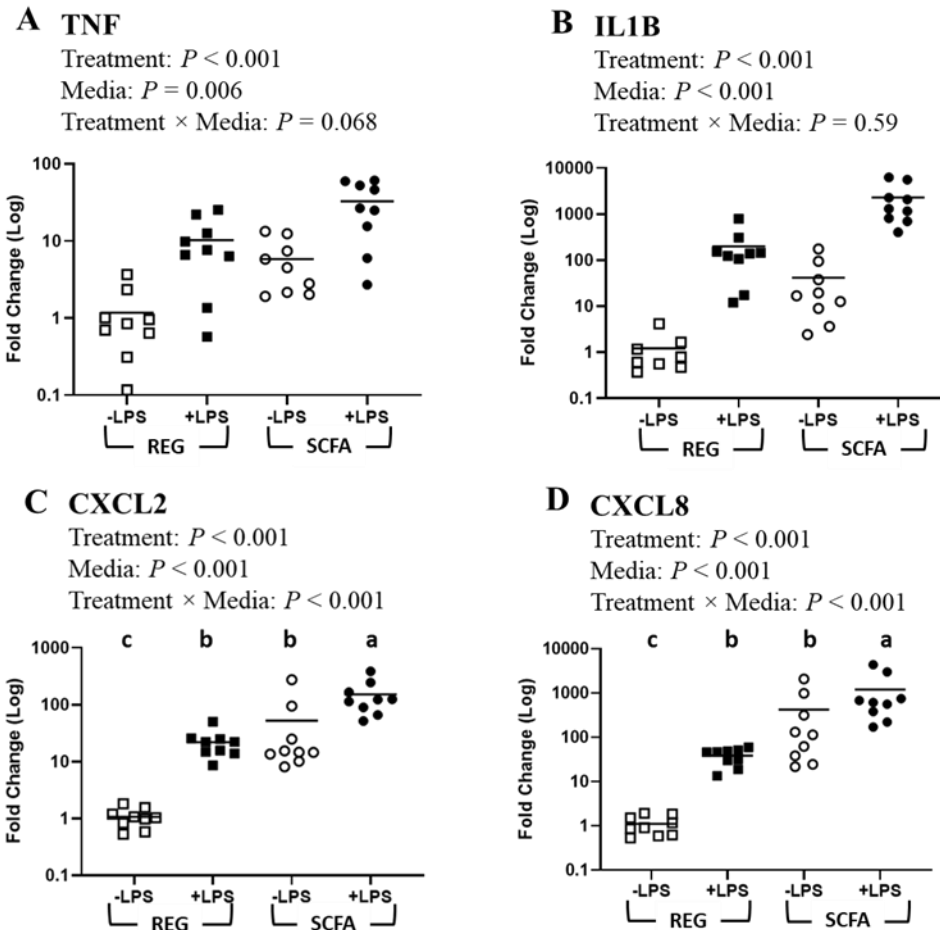 A TNF
Treatment: P < 0.001
Media: P = 0.006
Treatment × Media: P = 0.068
Fold Change (Log)
100
10
1
0.1
-LPS +LPS -LPS +LPS
REG SCFA
B IL1B
Treatment: P < 0.001
Media: P < 0.001
Treatment × Media: P = 0.59
Fold Change (Log)
10000
1000
100
10
1
0.1
-LPS +LPS -LPS +LPS
REG SCFA
C CXCL2
Treatment: P < 0.001
Media: P < 0.001
Treatment × Media: P < 0.001
c b b a
Fold Change (Log)
1000
100
10
1
0.1
-LPS +LPS -LPS +LPS
REG SCFA
D CXCL8
Treatment: P < 0.001
Media: P < 0.001
Treatment × Media: P < 0.001
c b b a
Fold Change (Log)
10000
1000
100
10
1
0.1
-LPS +LPS -LPS +LPS
REG SCFA